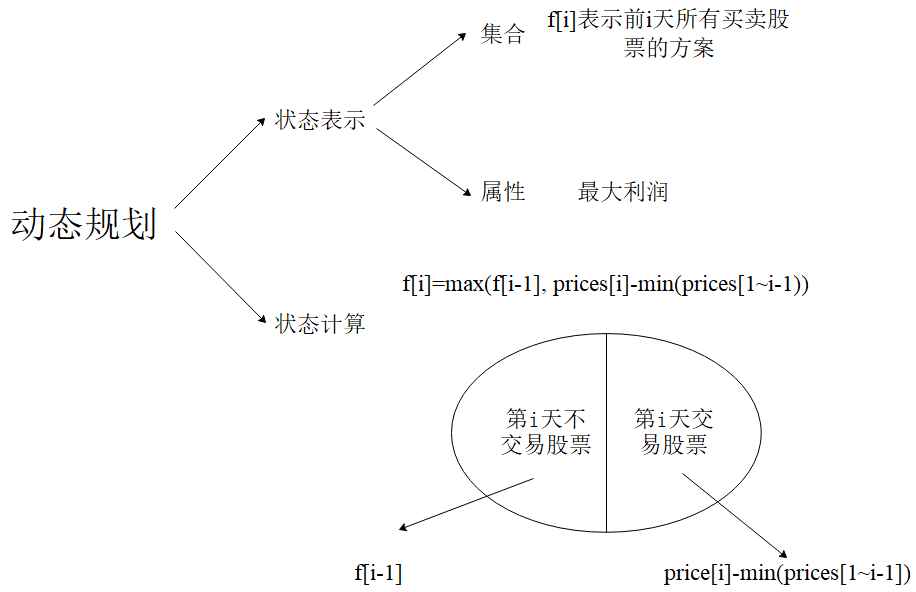 集合
f[i]表示前i天所有买卖股
票的方案
状态表示
属性
最大利润
动态规划
f[i]=max(f[i-1], prices[i]-min(prices[1~i-1))
状态计算
第i天不
交易股票
第i天交
易股票
f[i-1]
price[i]-min(prices[1~i-1])